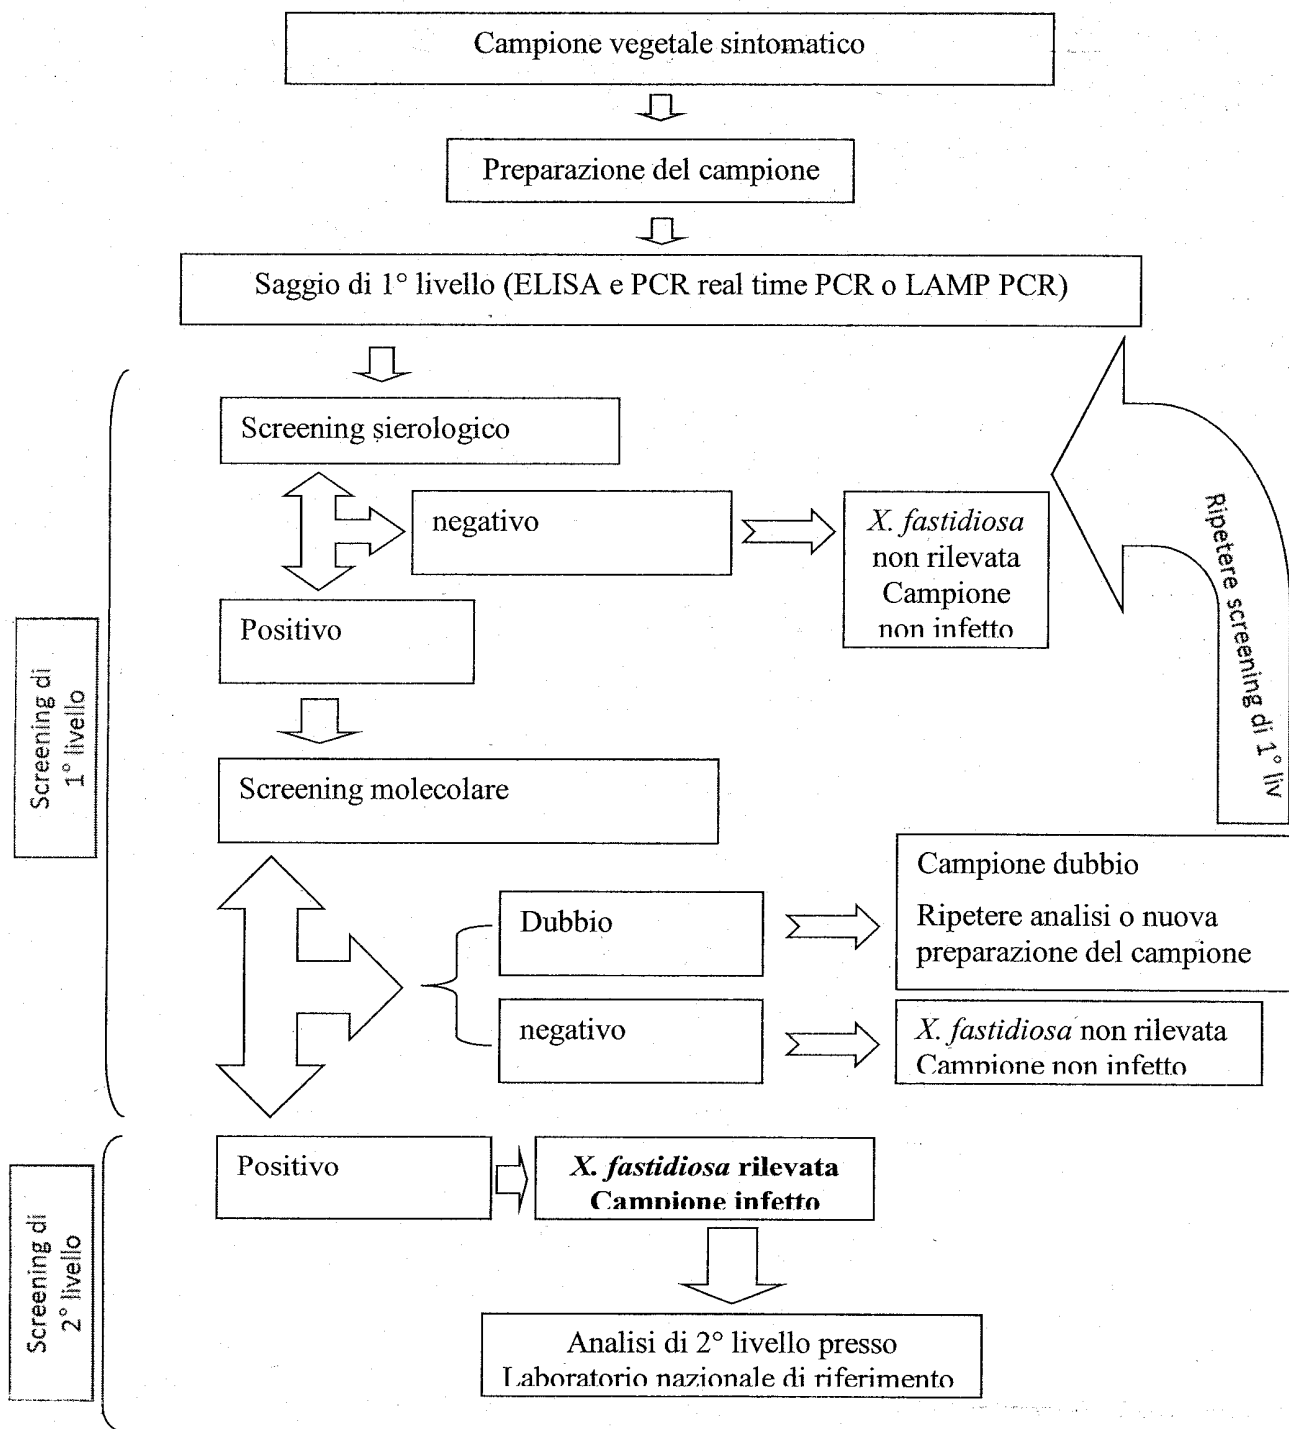 Campione vegetale sintomatico
Preparazione del campione
Saggio di 1° livello (ELISA e PCR real time PCR o LAMP PCR)
Screening sierologico
negativo
X. fastidiosa
non rilevata
Campione
non infetto
Positivo
Ripetere screening di 1° liv
Screening di
1° livello
Screening molecolare
Dubbio
Campione dubbio
Ripetere analisi o nuova
preparazione del campione
negativo
X. fastidiosa non rilevata
Campione non infetto
Positivo
X. fastidiosa rilevata
Campione infetto
Screening di
2° livello
Analisi di 2° livello presso
Laboratorio nazionale di riferimento